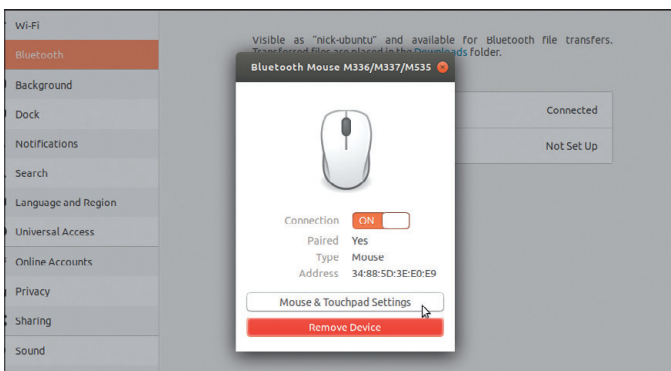 Wi-Fi
Bluetooth
Background
Dock
Notifications
Search
Language and Region
Universal Access
Online Accounts
Privacy
Sharing
Sound
Visible as "nick-ubuntu" and available for Bluetooth file transfers.
Transferred files are placed in the Downloads folder.
Connected
Not Set Up
Bluetooth Mouse M336/M337/M535
Connection ON
Paired Yes
Type Mouse
Address 34:88:5D:3E:E0:E9
Mouse & Touchpad Settings
Remove Device